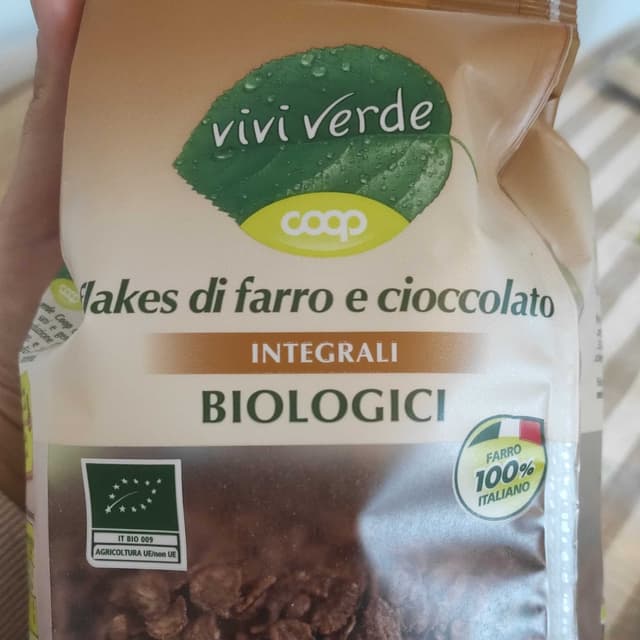 vivi verde
coop
flakes di farro e cioccolato
INTEGRALI
BIOLOGICI
FARRO
100%
ITALIANO
IT BIO 009
AGRICOLTURA UE/non UE